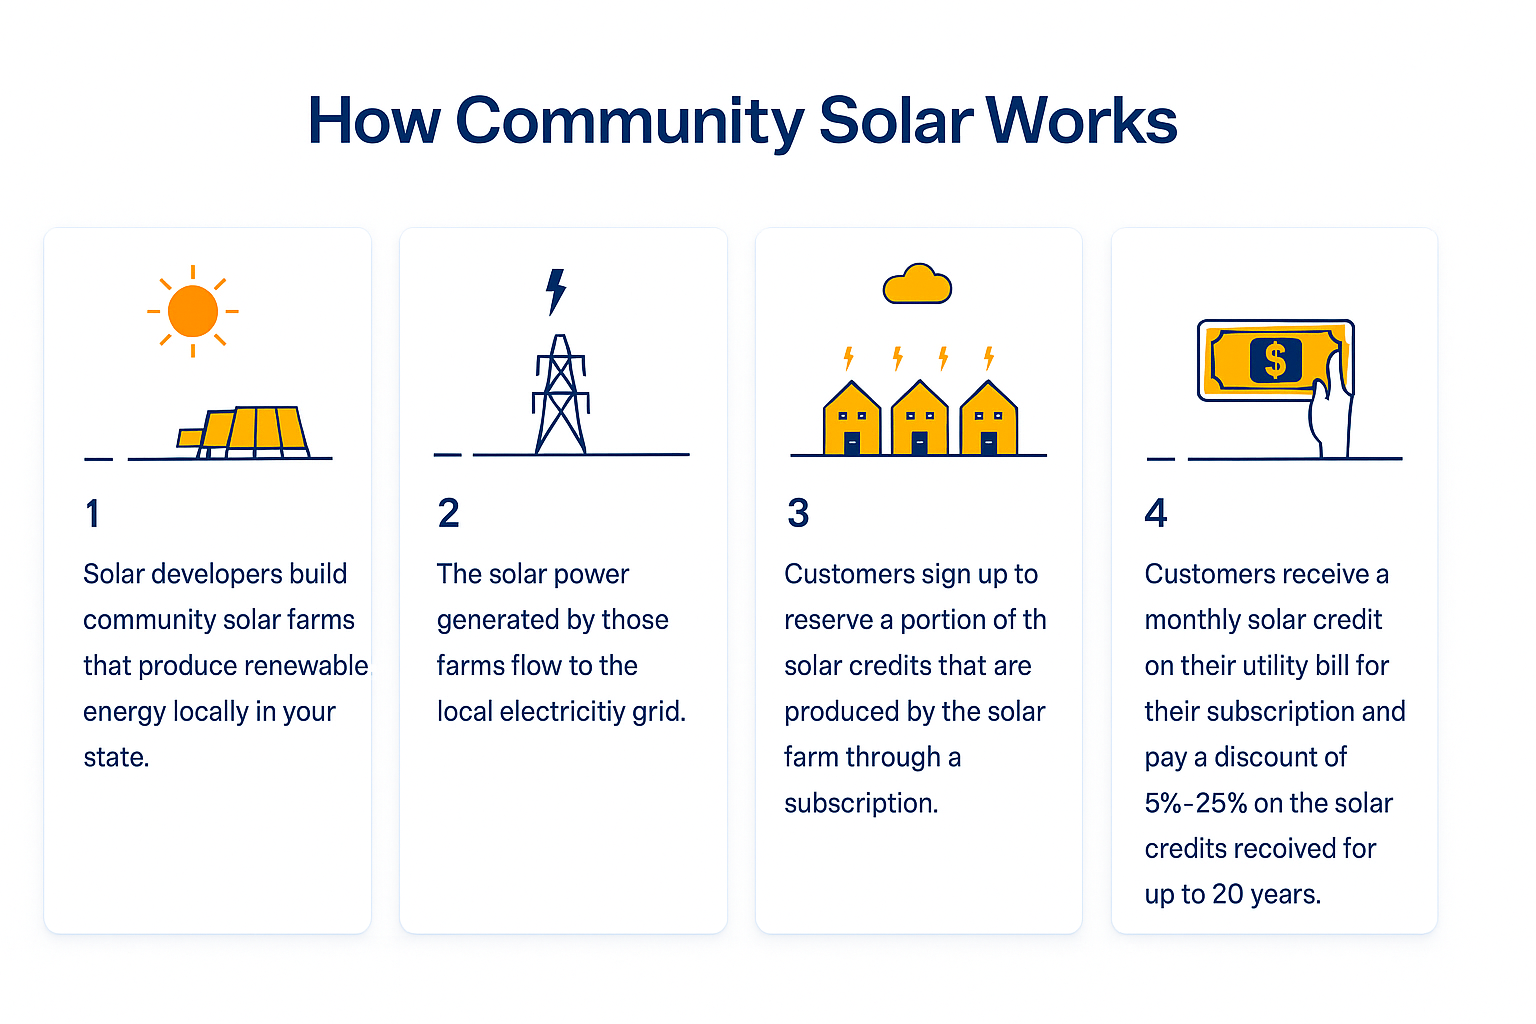 How Community Solar Works
1
Solar developers build
community solar farms
that produce renewable.
energy locally in your
state.
2
The solar power
generated by those
farms flow to the
local electricitiy grid.
3
Customers sign up to
reserve a portion of th
solar credits that are
produced by the solar
farm through a
subscription.
$
4
Customers receive a
monthly solar credit
on their utility bill for
their subscription and
pay a discount of
5%-25% on the solar
credits recoived for
up to 20 years.